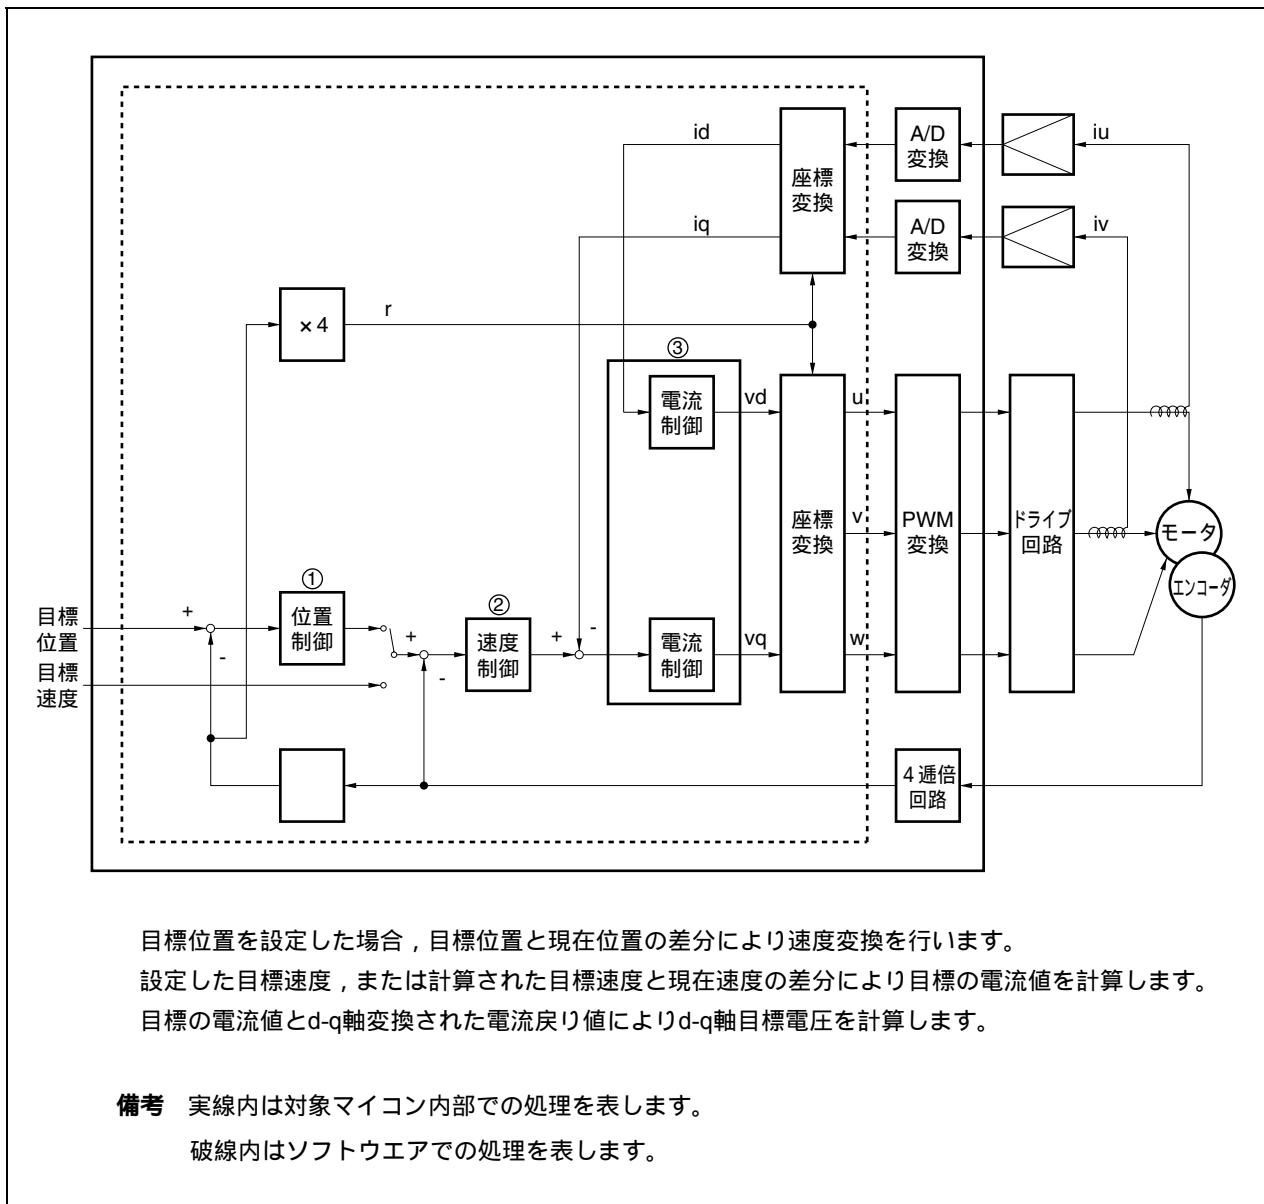 id
座標
変換
A/D
変換
iu
iq
A/D
変換
iv
× 4
r
③
電流
制御
vd
u
座標
変換
v
PWM
変換
ドライブ
回路
モータ
エンコーダ
目標
位置
+
-
①
位置
制御
目標
速度
+
-
②
速度
制御
+
-
電流
制御
vq
w
4 逓倍
回路
目標位置を設定した場合，目標位置と現在位置の差分により速度変換を行います。
設定した目標速度，または計算された目標速度と現在速度の差分により目標の電流値を計算します。
目標の電流値とd-q軸変換された電流戻り値によりd-q軸目標電圧を計算します。
備考　実線内は対象マイコン内部での処理を表します。
破線内はソフトウエアでの処理を表します。